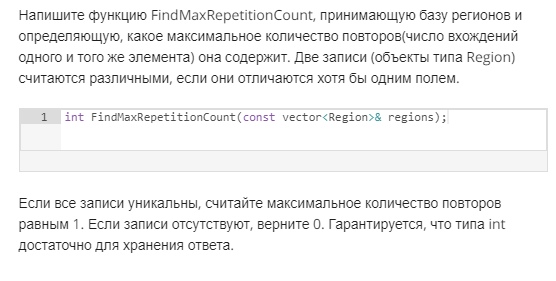 Напишите функцию FindMaxRepetitionCount, принимающую базу регионов и
определяющую, какое максимальное количество повторов(число вхождений
одного и того же элемента) она содержит. Две записи (объекты типа Region)
считаются различными, если они отличаются хотя бы одним полем.
1 int FindMaxRepetitionCount(const vector<Region>& regions);
Если все записи уникальны, считайте максимальное количество повторов
равным 1. Если записи отсутствуют, верните 0. Гарантируется, что типа int
достаточно для хранения ответа.